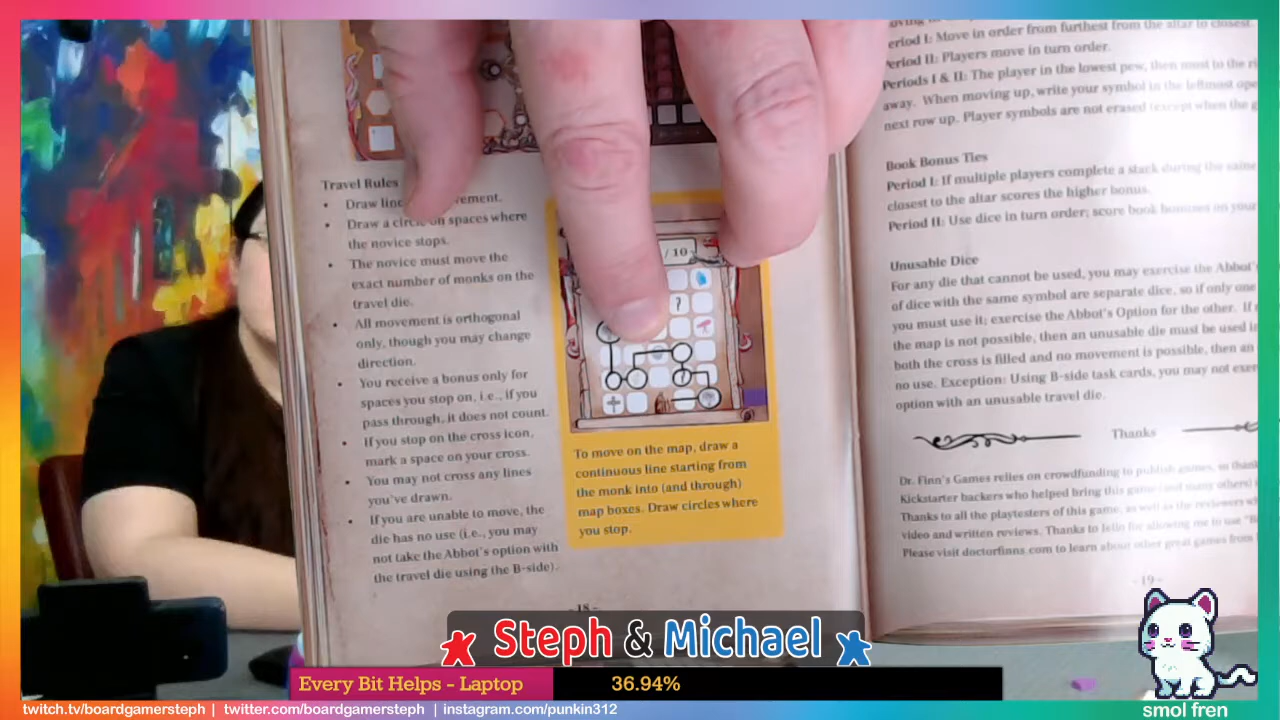 Travel Rules
• Draw
• Draw a circle on spaces where
the novice stops.
• The novice must move the
exact number of monks on the
travel die.
• All movement is orthogonal
only, though you may change
direction.
• You receive a bonus only for
spaces you stop on, i.e., if you
pass through, it does not count.
• If you stop on the cross icon,
mark a space on your cross.
• You may not cross any lines
you've drawn.
• If you are unable to move, the
die has no use (i.e., you may
not take the Abbot's option with
the travel die using the B-side).
/ 10
?
To move on the map, draw a
continuous line starting from
the monk into (and through)
map boxes. Draw circles where
you stop.
- 18 -
Period I: Move in order from furthest from the altar to closest.
Period II: Players move in turn order.
Periods I & II: The player in the lowest pew, then most to the
away. When moving up, write your symbol in the leftmost
next row up. Player symbols are not erased (except when the
Book Bonus Ties
Period I: If multiple players complete a stack during the same
closest to the altar scores the higher bonus.
Period II: Use dice in turn order; score book bonuses on your
Unusable Dice
For any die that cannot be used, you may exercise the Abbot's
of dice with the same symbol are separate dice, so if only one
you must use it; exercise the Abbot's Option for the other. If
the map is not possible, then an unusable die must be used
both the cross is filled and no movement is possible, then an
no use. Exception: Using B-side task cards, you may not
option with an unusable travel die.
Thanks
Dr. Finn's Games relies on crowdfunding to publish games, so
Kickstarter backers who helped bring this game (and many others)
Thanks to all the playtesters of this game, as well as the reviewers
video and written reviews. Thanks to Jello for allowing me to use
Please visit doctorfinns.com to learn about other great games from
- 19 -
Steph & Michael
Every Bit Helps - Laptop 36.94%
twitch.tv/boardgamersteph | twitter.com/boardgamersteph | instagram.com/punkin312
smol fren